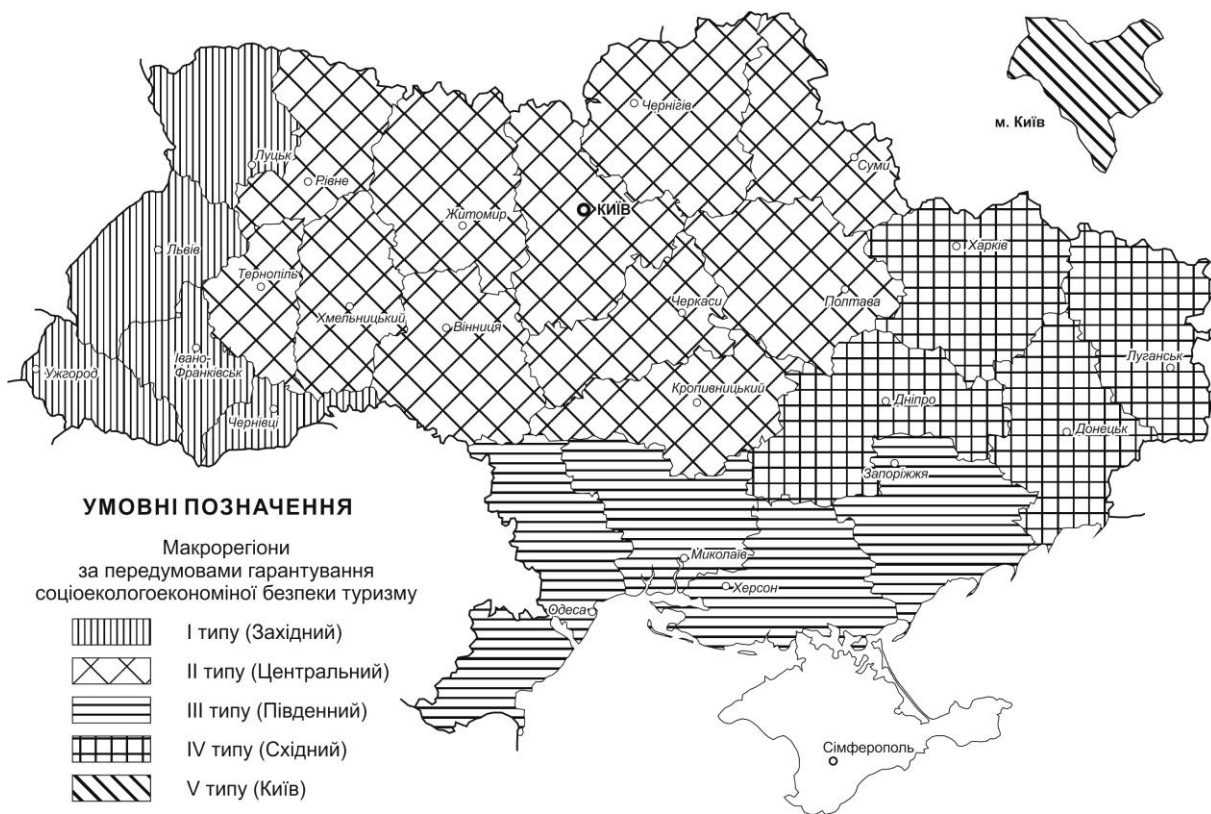 м. Київ
Чернігів
Суми
Луцьк
Рівне
Житомир
КИЇВ
Харків
Львів
Тернопіль
Хмельницький
Вінниця
Черкаси
Полтава
Івано-
Франківськ
Ужгород
Чернівці
Кропивницький
Дніпро
Луганськ
Донецьк
Запоріжжя
Миколаїв
Херсон
Одеса
Сімферополь
УМОВНІ ПОЗНАЧЕННЯ
Макрорегіони
за передумовами гарантування
соціоекологоекономіної безпеки туризму
І типу (Західний)
ІІ типу (Центральний)
ІІІ типу (Південний)
IV типу (Східний)
V типу (Київ)